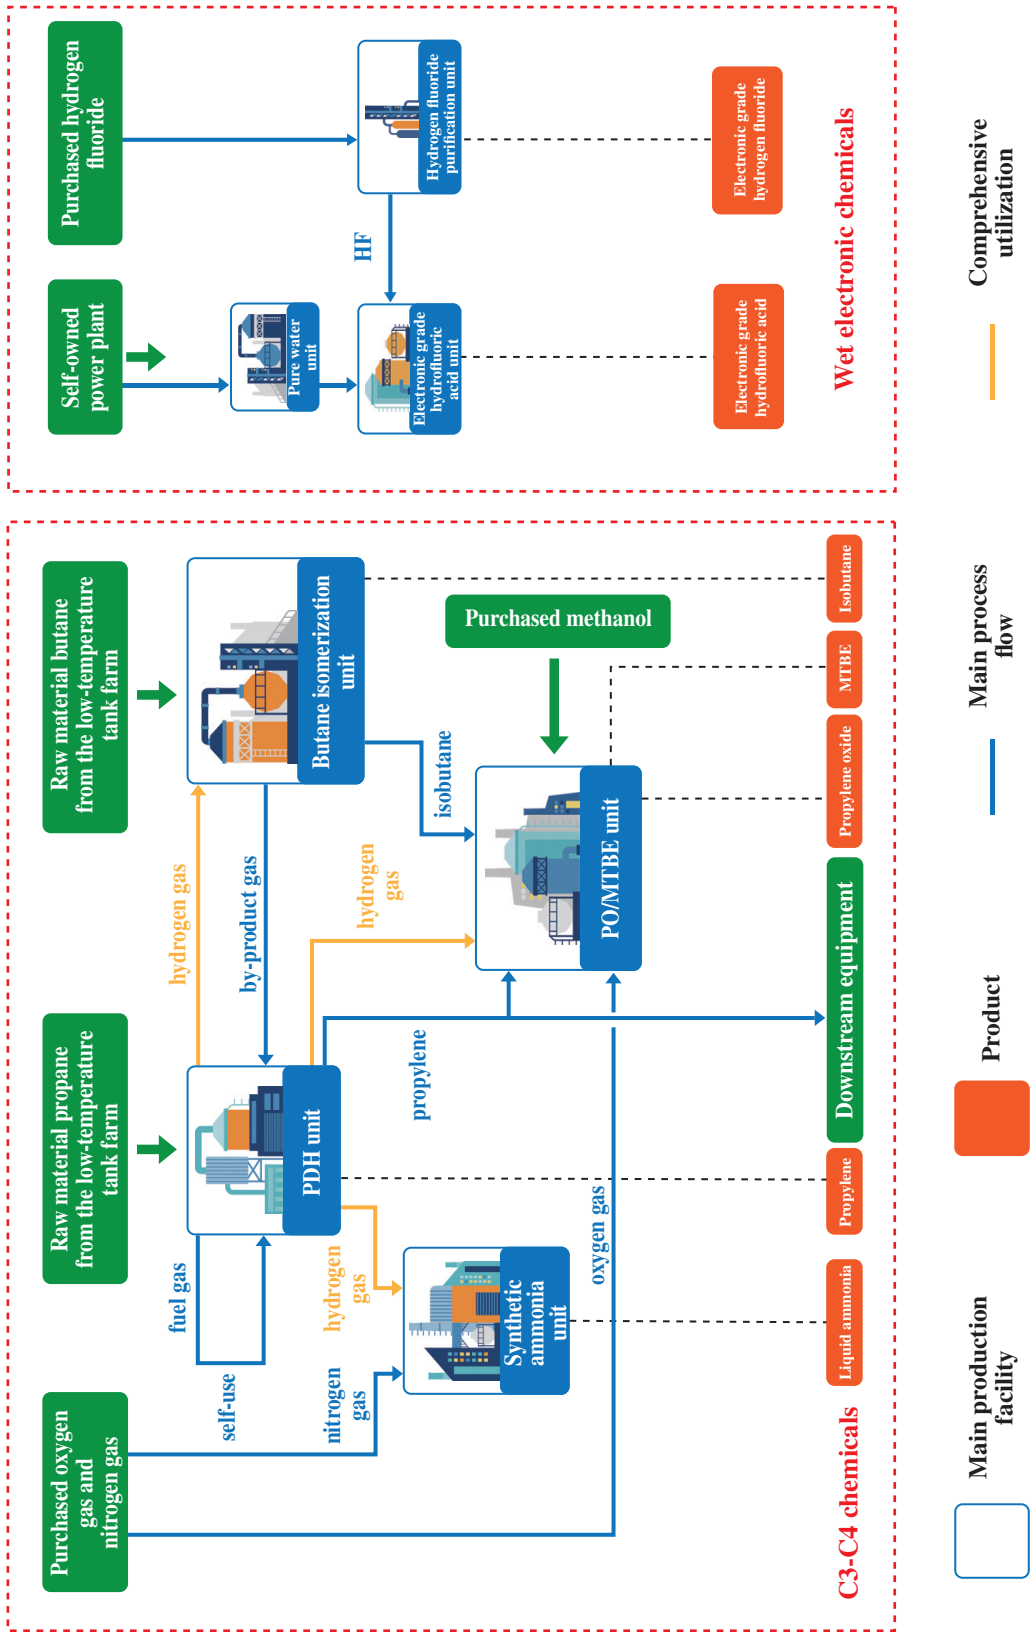 Purchased oxygen
gas and
nitrogen gas
Raw material propane
from the low-temperature
tank farm
Raw material butane
from the low-temperature
tank farm
fuel gas
self-use
hydrogen gas
by-product gas
PDH unit
Butane isomerization
unit
nitrogen
gas
hydrogen
gas
propylene
hydrogen
gas
isobutane
Purchased methanol
Synthetic
ammonia
unit
oxygen gas
PO/MTBE unit
Liquid ammonia
Propylene
Downstream equipment
Propylene oxide
MTBE
Isobutane
C3-C4 chemicals
Self-owned
power plant
Purchased hydrogen
fluoride
Pure water
unit
HF
Electronic grade
hydrofluoric
acid unit
Hydrogen fluoride
purification unit
Electronic grade
hydrofluoric acid
Electronic grade
hydrogen fluoride
Wet electronic chemicals
Main production
facility
Product
Main process
flow
Comprehensive
utilization